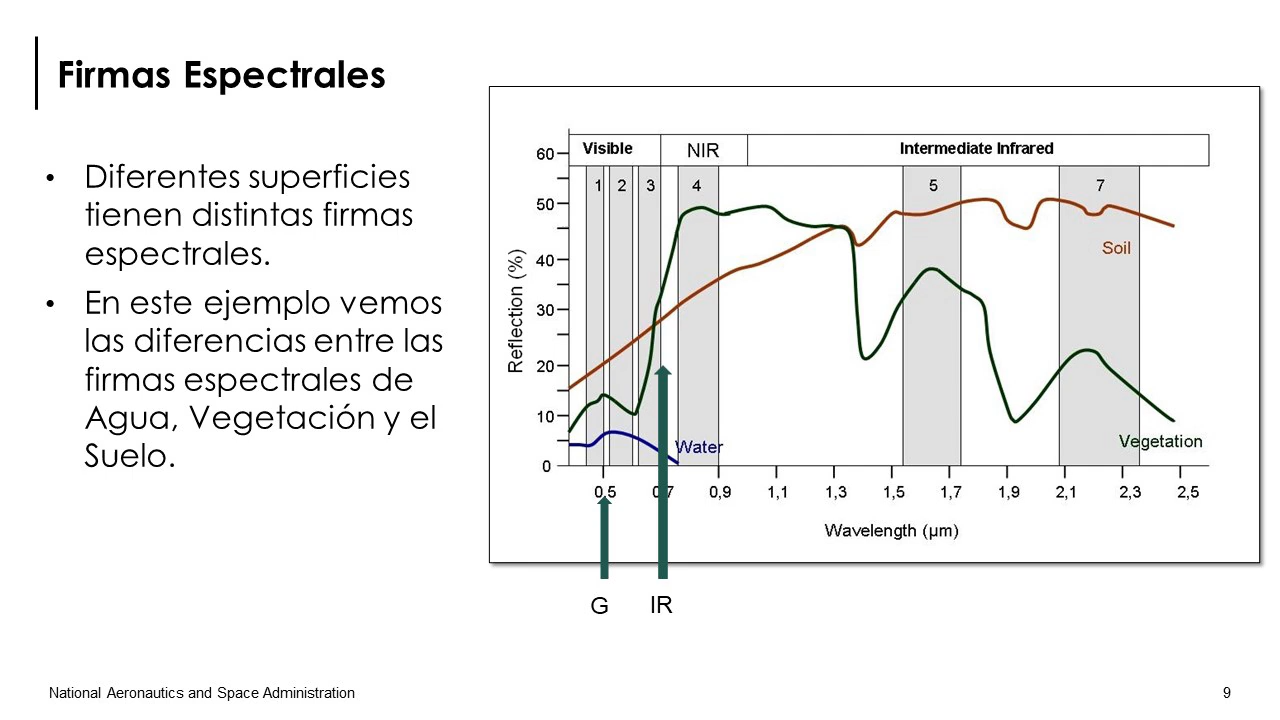 Firmas Espectrales
• Diferentes superficies
tienen distintas firmas
espectrales.
• En este ejemplo vemos
las diferencias entre las
firmas espectrales de
Agua, Vegetación y el
Suelo.
Visible NIR Intermediate Infrared
1 2 3 4 5 7
60
50
40
30
20
10
0
Reflection (%)
Soil
Vegetation
Water
0,5 0,7 0,9 1,1 1,3 1,5 1,7 1,9 2,1 2,3 2,5
Wavelength (µm)
G IR
National Aeronautics and Space Administration 9